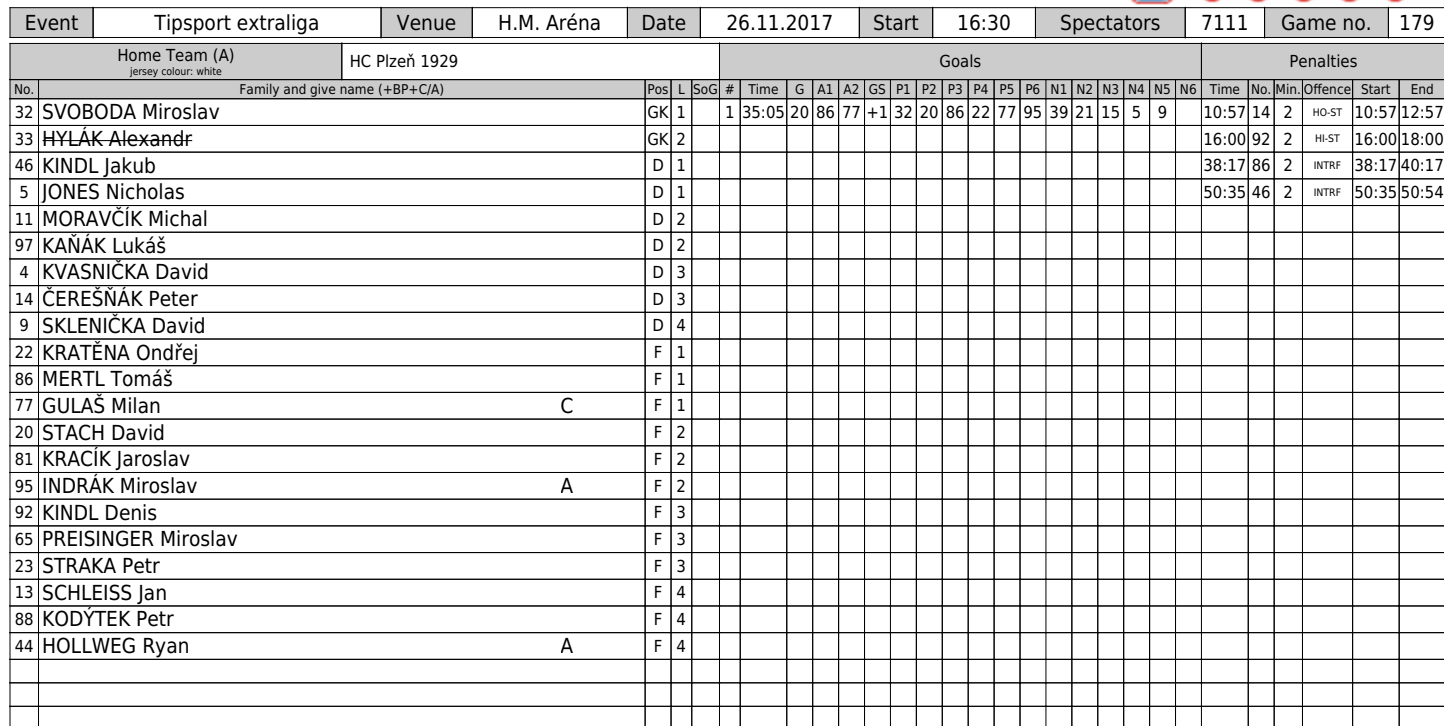 Event Tipsport extraliga Venue H.M. Aréna Date 26.11.2017 Start 16:30 Spectators 7111 Game no. 179
Home Team (A) jersey colour: white HC Plzeň 1929 Goals Penalties
No. Family and give name (+BP+C/A) Pos L SoG # Time G A1 A2 GS P1 P2 P3 P4 P5 P6 N1 N2 N3 N4 N5 N6 Time No. Min. Offence Start End
32 SVOBODA Miroslav GK 1 1 35:05 20 86 77 +1 32 20 86 22 77 95 39 21 15 5 9 10:57 14 2 HO-ST 10:57 12:57
33 HYLÁK Alexandr GK 2 16:00 92 2 HI-ST 16:00 18:00
46 KINDL Jakub D 1 38:17 86 2 INTRF 38:17 40:17
5 JONES Nicholas D 1 50:35 46 2 INTRF 50:35 50:54
11 MORAVČÍK Michal D 2
97 KAŇÁK Lukáš D 2
4 KVASNIČKA David D 3
14 ČEREŠŇÁK Peter D 3
9 SKLENIČKA David D 4
22 KRATĚNA Ondřej F 1
86 MERTL Tomáš F 1
77 GULAŠ Milan C F 1
20 STACH David F 2
81 KRACÍK Jaroslav F 2
95 INDRÁK Miroslav A F 2
92 KINDL Denis F 3
65 PREISINGER Miroslav F 3
23 STRAKA Petr F 3
13 SCHLEISS Jan F 4
88 KODÝTEK Petr F 4
44 HOLLWEG Ryan A F 4